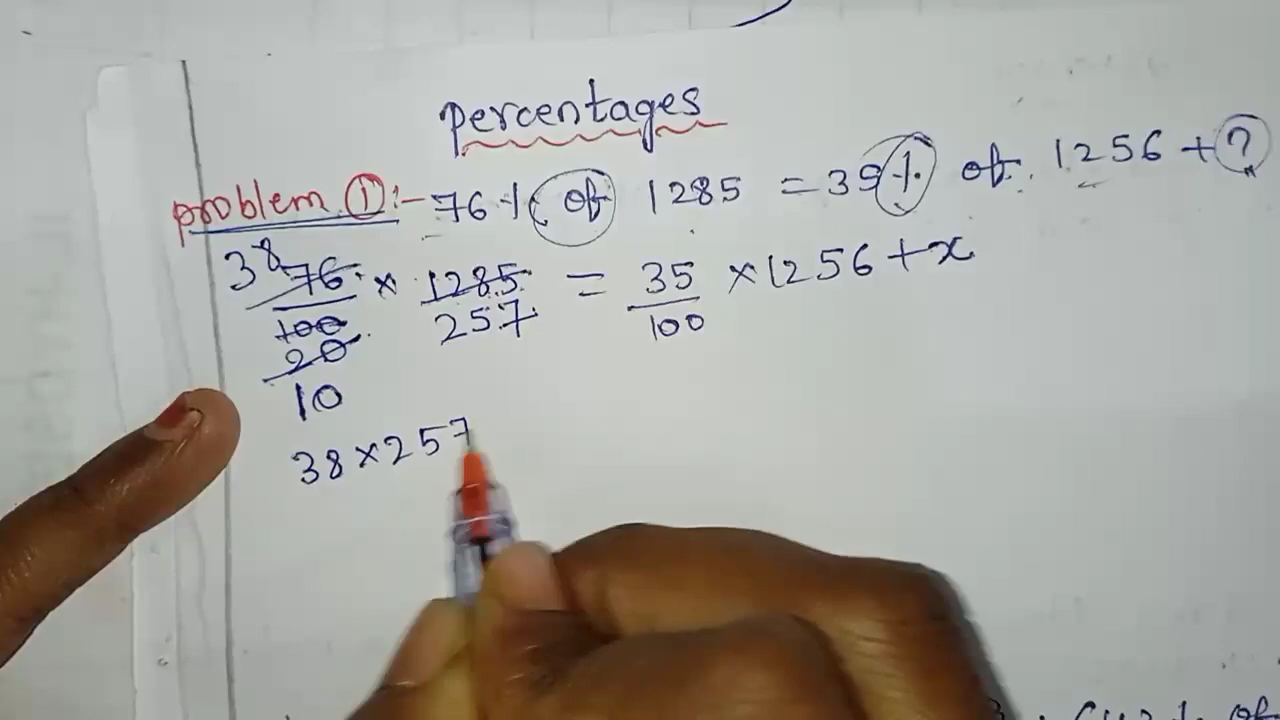 percentages
problem ①:- 76% of 1285 = 35% of 1256 + ?
38 76 × 1285 = 35 × 1256 + x
100 257 100
20
10
38×257